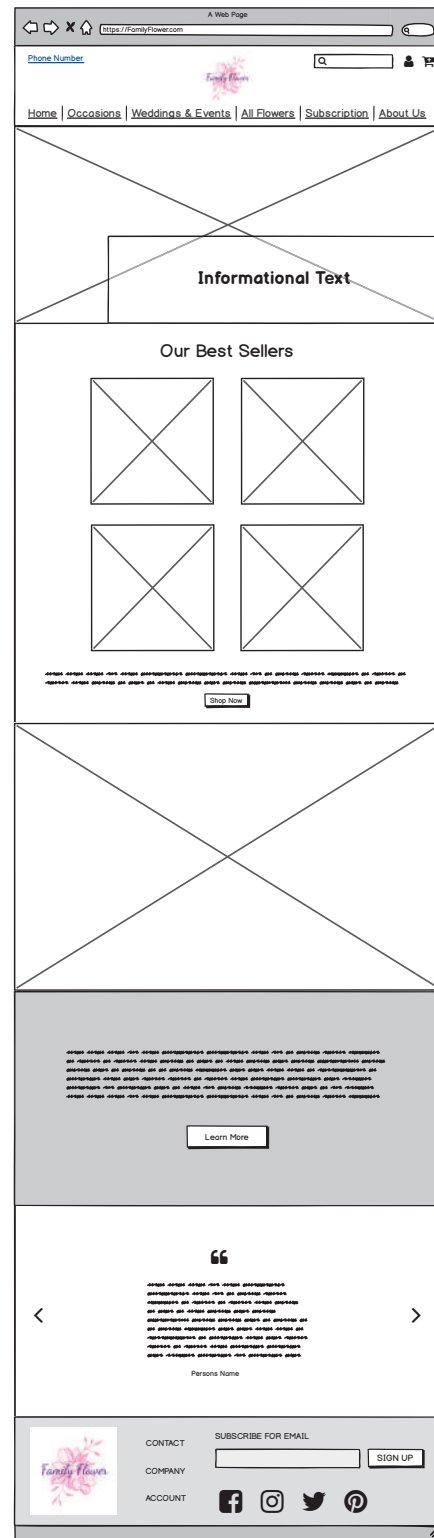 A Web Page
https://FamilyFlower.com
Phone Number
Family Flower
Home | Occasions | Weddings & Events | All Flowers | Subscription | About Us
Informational Text
Our Best Sellers
Shop Now
Learn More
Persons Name
Family Flower
CONTACT
COMPANY
ACCOUNT
SUBSCRIBE FOR EMAIL
SIGN UP